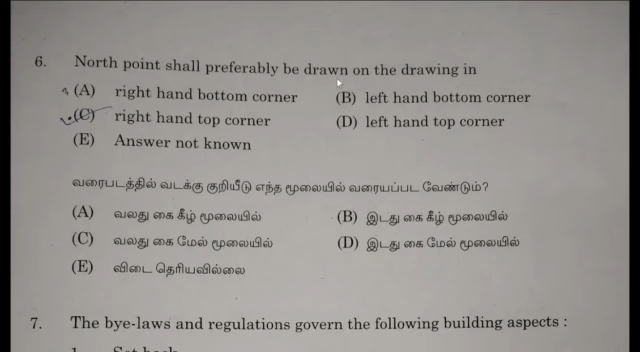 6. North point shall preferably be drawn on the drawing in
(A) right hand bottom corner (B) left hand bottom corner
(C) right hand top corner (D) left hand top corner
(E) Answer not known
வரைபடத்தில் வடக்கு குறியீடு எந்த மூலையில் வரையப்பட வேண்டும்?
(A) வலது கை கீழ் மூலையில் (B) இடது கை கீழ் மூலையில்
(C) வலது கை மேல் மூலையில் (D) இடது கை மேல் மூலையில்
(E) விடை தெரியவில்லை
7. The bye-laws and regulations govern the following building aspects :